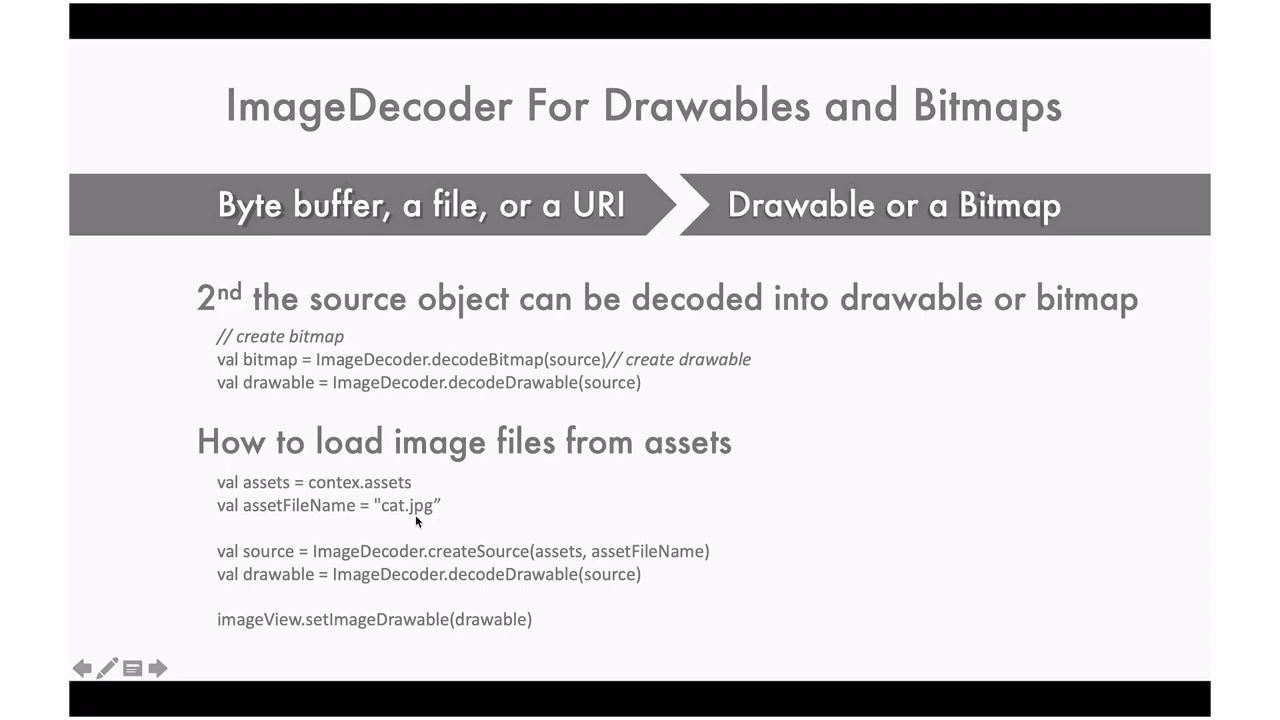 ImageDecoder For Drawables and Bitmaps
Byte buffer, a file, or a URI
Drawable or a Bitmap
2nd the source object can be decoded into drawable or bitmap
// create bitmap
val bitmap = ImageDecoder.decodeBitmap(source)// create drawable
val drawable = ImageDecoder.decodeDrawable(source)
How to load image files from assets
val assets = contex.assets
val assetFileName = "cat.jpg”
val source = ImageDecoder.createSource(assets, assetFileName)
val drawable = ImageDecoder.decodeDrawable(source)
imageView.setImageDrawable(drawable)